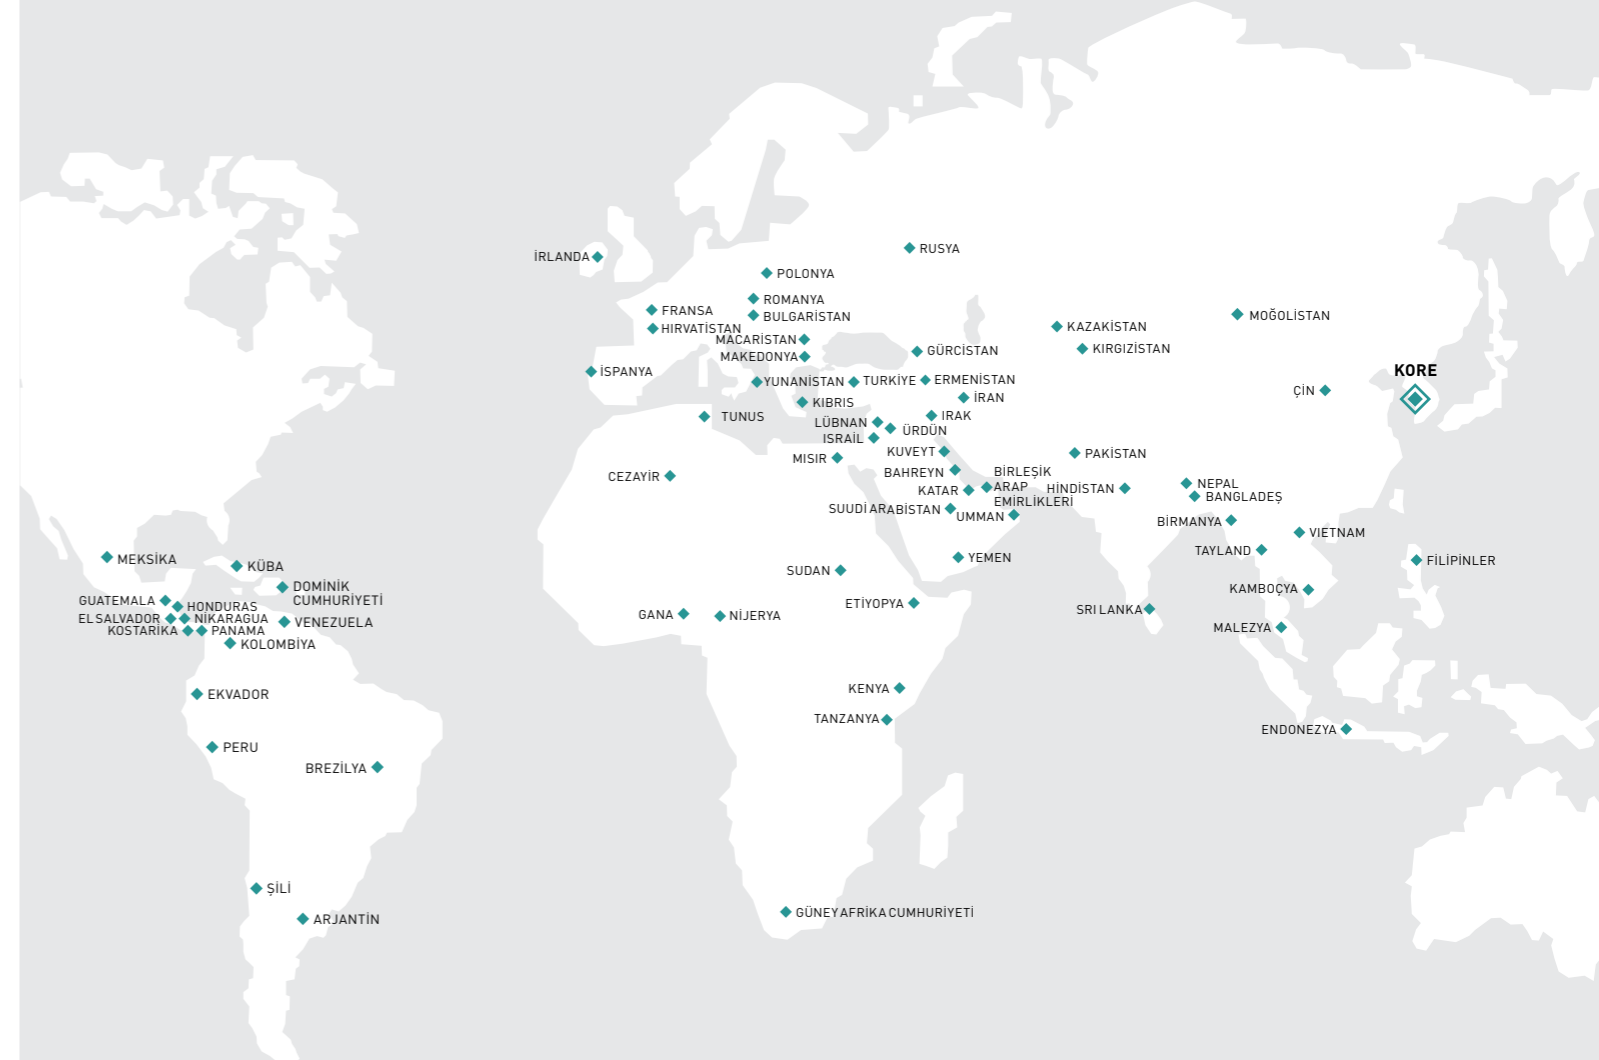 RUSYA
İRLANDA
POLONYA
ROMANYA
FRANSA
BULGARİSTAN
MOĞOLİSTAN
HIRVATİSTAN
KAZAKİSTAN
MACARİSTAN
MAKEDONYA
GÜRCİSTAN
KIRGIZİSTAN
KORE
İSPANYA
YUNANİSTAN
TURKİYE
ERMENİSTAN
ÇİN
İRAN
KIBRIS
TUNUS
LÜBNAN
IRAK
ÜRDÜN
ISRAİL
MISIR
KUVEYT
PAKİSTAN
CEZAYİR
BAHREYN
BİRLEŞİK
ARAP
EMİRLİKLERİ
KATAR
HİNDİSTAN
NEPAL
BANGLADEŞ
SUUDİ ARABİSTAN
UMMAN
BİRMANYA
VIETNAM
TAYLAND
MEKSİKA
KÜBA
YEMEN
FİLİPİNLER
SUDAN
DOMİNİK
CUMHURİYETİ
KAMBOÇYA
GUATEMALA
HONDURAS
ETİYOPYA
SRI LANKA
EL SALVADOR
NİKARAGUA
VENEZUELA
GANA
NİJERYA
KOSTARİKA
PANAMA
MALEZYA
KOLOMBİYA
EKVADOR
KENYA
TANZANYA
ENDONEZYA
PERU
BREZİLYA
ŞİLİ
ARJANTİN
GÜNEY AFRİKA CUMHURİYETİ